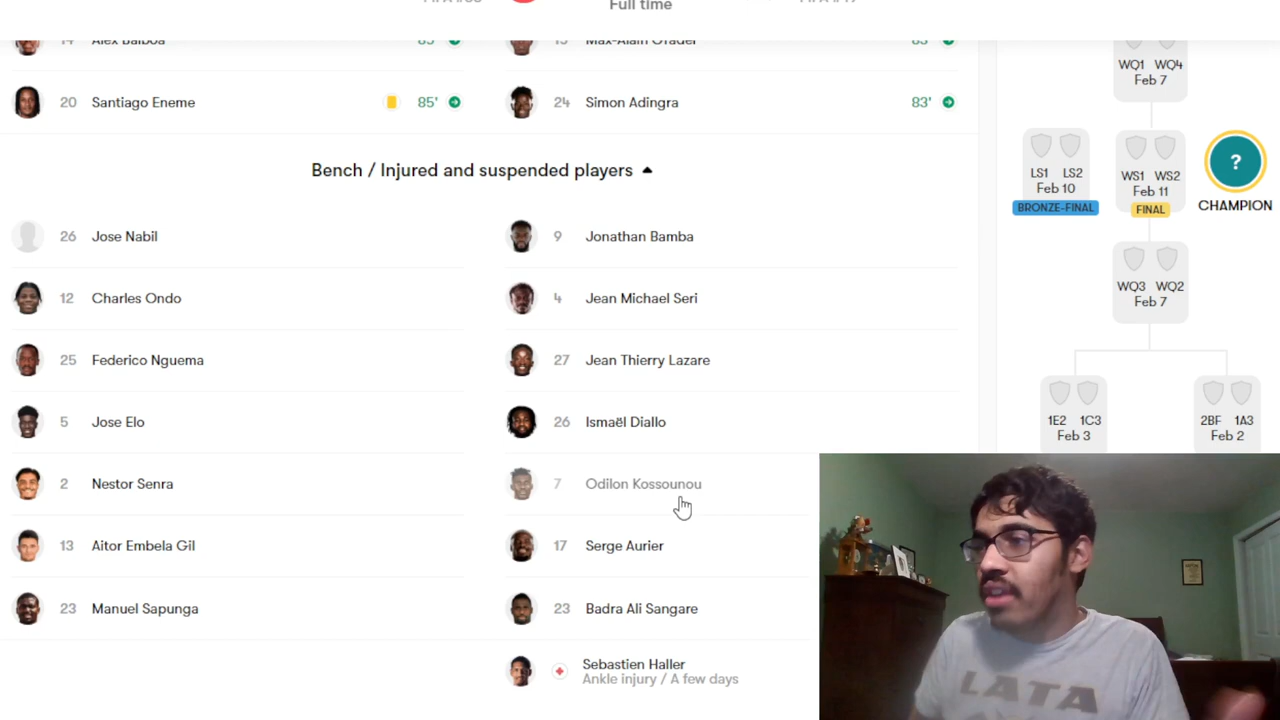 Full time
14 Alex Balboa 85'
20 Santiago Eneme 85'
24 Simon Adingra 83'
Bench / Injured and suspended players
26 Jose Nabil
9 Jonathan Bamba
12 Charles Ondo
4 Jean Michael Seri
25 Federico Nguema
27 Jean Thierry Lazare
5 Jose Elo
26 Ismaël Diallo
2 Nestor Senra
7 Odilon Kossounou
13 Aitor Embela Gil
17 Serge Aurier
23 Manuel Sapunga
23 Badra Ali Sangare
Sebastien Haller
Ankle injury / A few days
WQ1 WQ4
Feb 7
LS1 LS2
Feb 10
BRONZE-FINAL
WS1 WS2
Feb 11
FINAL
?
CHAMPION
WQ3 WQ2
Feb 7
1E2 1C3
Feb 3
2BF 1A3
Feb 2
LATA